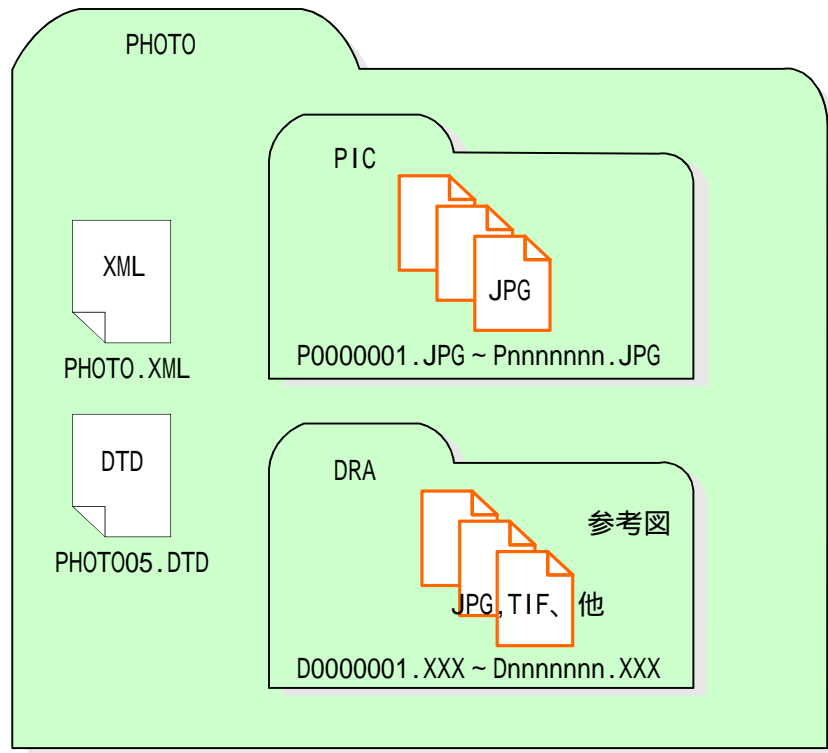 PHOTO
PIC
XML
JPG
PHOTO.XML
P0000001.JPG~Pnnnnnnn.JPG
DTD
DRA
参考図
PHOTO05.DTD
JPG,TIF、他
D0000001.XXX~Dnnnnnnn.XXX